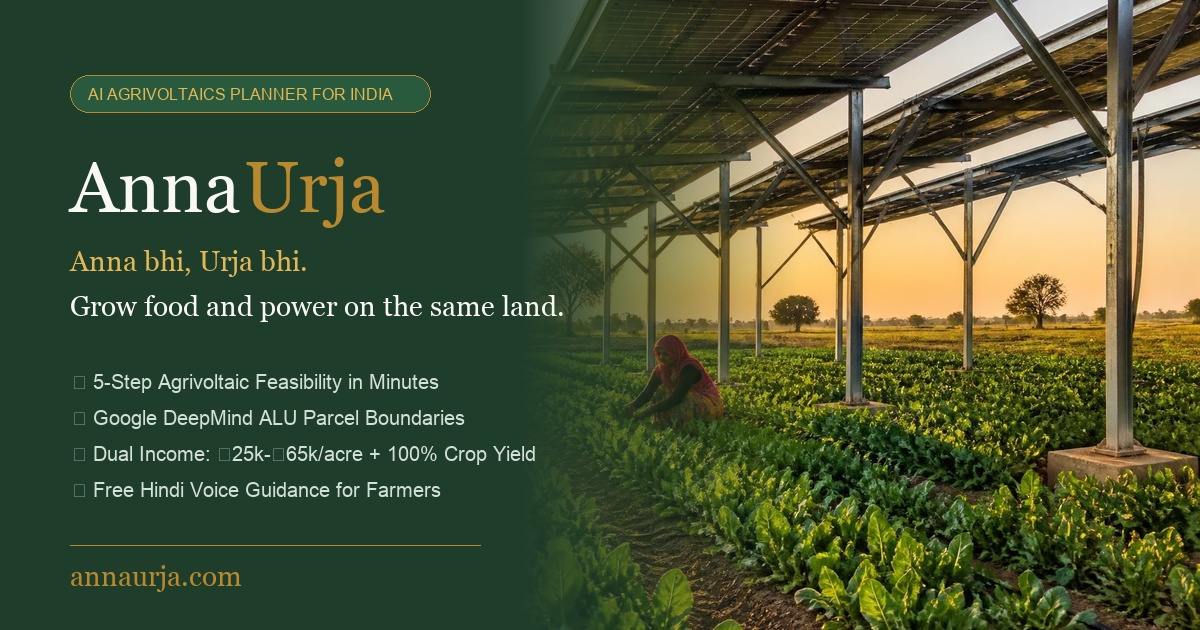 AI AGRIVOLTAICS PLANNER FOR INDIA
AnnaUrja
Anna bhi, Urja bhi.
Grow food and power on the same land.
□ 5-Step Agrivoltaic Feasibility in Minutes
□ Google DeepMind ALU Parcel Boundaries
□ Dual Income: □25k-□65k/acre + 100% Crop Yield
□ Free Hindi Voice Guidance for Farmers
annaurja.com